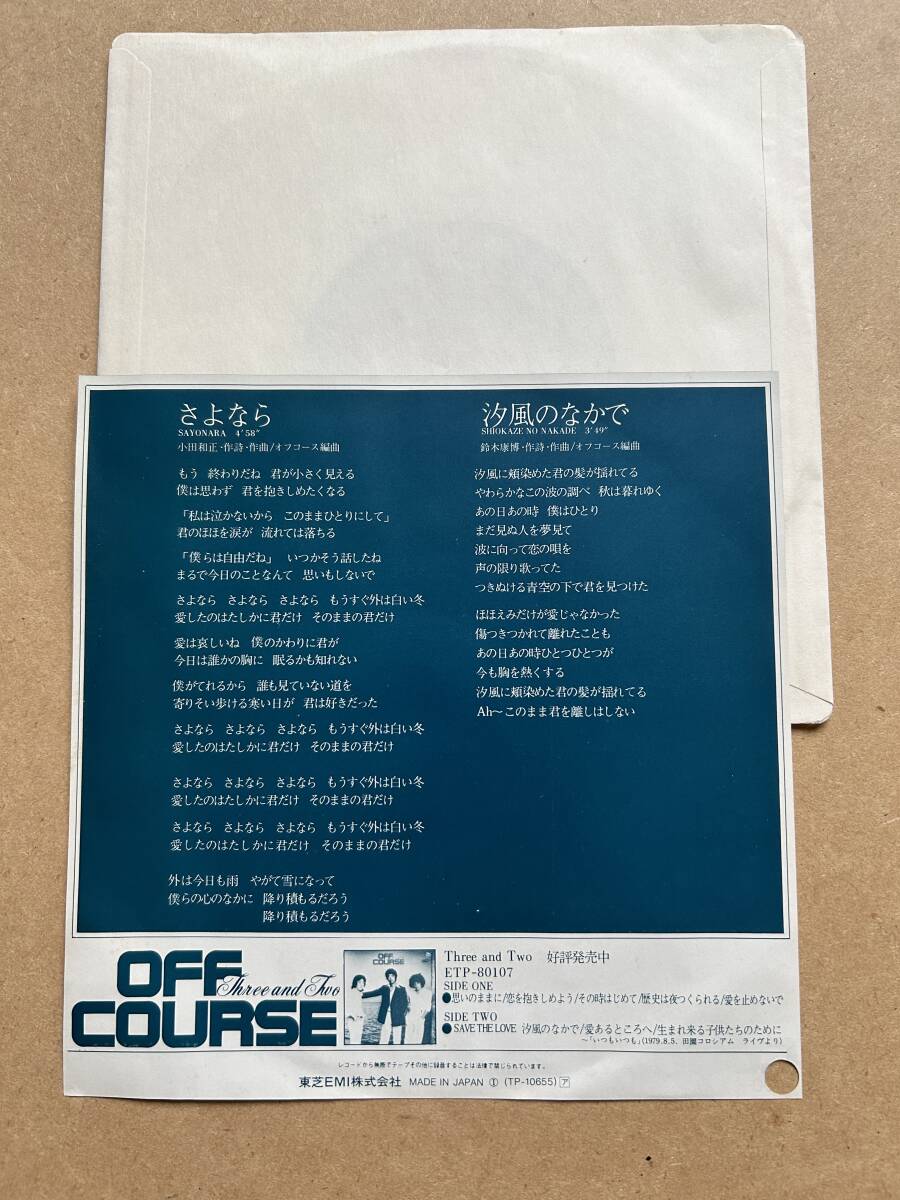 さよなら
SAYONARA 4'58"
小田和正・作詩・作曲/オフコース編曲
もう 終わりだね 君が小さく見える
僕は思わず 君を抱きしめたくなる
「私は泣かないから このままひとりにして」
君のほほを涙が 流れては落ちる
「僕らは自由だね」 いつかそう話したね
まるで今日のことなんて 思いもしないで
さよなら さよなら さよなら もうすぐ外は白い冬
愛したのはたしかに君だけ そのままの君だけ
愛は哀しいね 僕のかわりに君が
今日は誰かの胸に 眠るかも知れない
僕がてれるから 誰も見ていない道を
寄りそい歩ける寒い日が 君は好きだった
さよなら さよなら さよなら もうすぐ外は白い冬
愛したのはたしかに君だけ そのままの君だけ
さよなら さよなら さよなら もうすぐ外は白い冬
愛したのはたしかに君だけ そのままの君だけ
さよなら さよなら さよなら もうすぐ外は白い冬
愛したのはたしかに君だけ そのままの君だけ
外は今日も雨 やがて雪になって
僕らの心のなかに 降り積もるだろう
降り積もるだろう
汐風のなかで
SHIOKAZE NO NAKADE 3'49"
鈴木康博・作詩・作曲/オフコース編曲
汐風に頬染めた君の髪が揺れてる
やわらかなこの波の調べ 秋は暮れゆく
あの日あの時 僕はひとり
まだ見ぬ人を夢見て
波に向って恋の唄を
声の限り歌ってた
つきぬける青空の下で君を見つけた
ほほえみだけが愛じゃなかった
傷つきつかれて離れたことも
あの日あの時ひとつひとつが
今も胸を熱くする
汐風に頬染めた君の髪が揺れてる
Ah〜このまま君を離しはしない
OFF
COURSE
Three and Two
OFF
COURSE
Three and Two 好評発売中
ETP-80107
SIDE ONE
●思いのままに/恋を抱きしめよう/その時はじめて/歴史は夜つくられる/愛を止めないで
SIDE TWO
●SAVE THE LOVE 汐風のなかで/愛あるところへ/生まれ来る子供たちのために
〜「いつもいつも」(1979.8.5. 田園コロシアム ライヴより)
レコードから無断でテープその他に録音することは法律で禁じられています。
東芝EMI株式会社 MADE IN JAPAN ① (TP-10655) ア